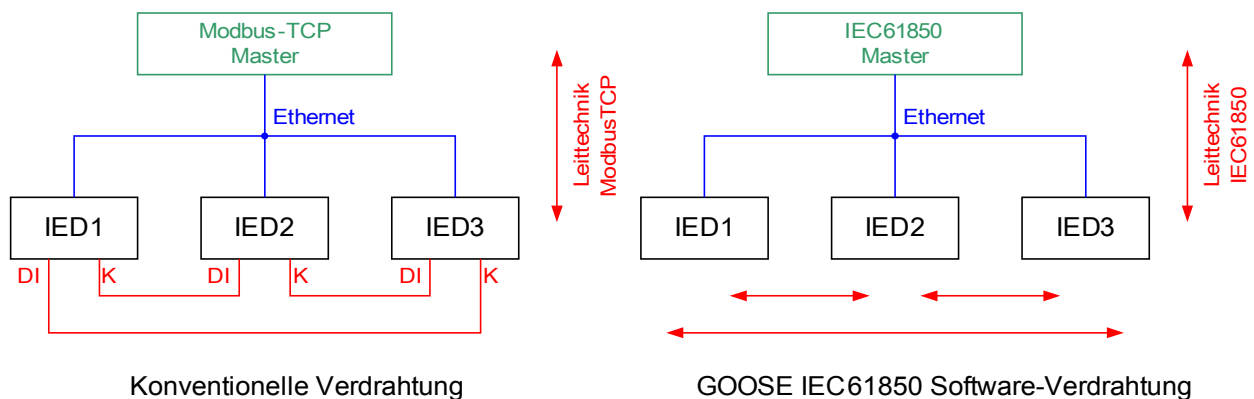 Modbus-TCP
Master
Ethernet
Leittechnik
ModbusTCP
IED1
IED2
IED3
DI
K
DI
K
DI
K
Konventionelle Verdrahtung
IEC61850
Master
Ethernet
Leittechnik
IEC61850
IED1
IED2
IED3
GOOSE IEC61850 Software-Verdrahtung